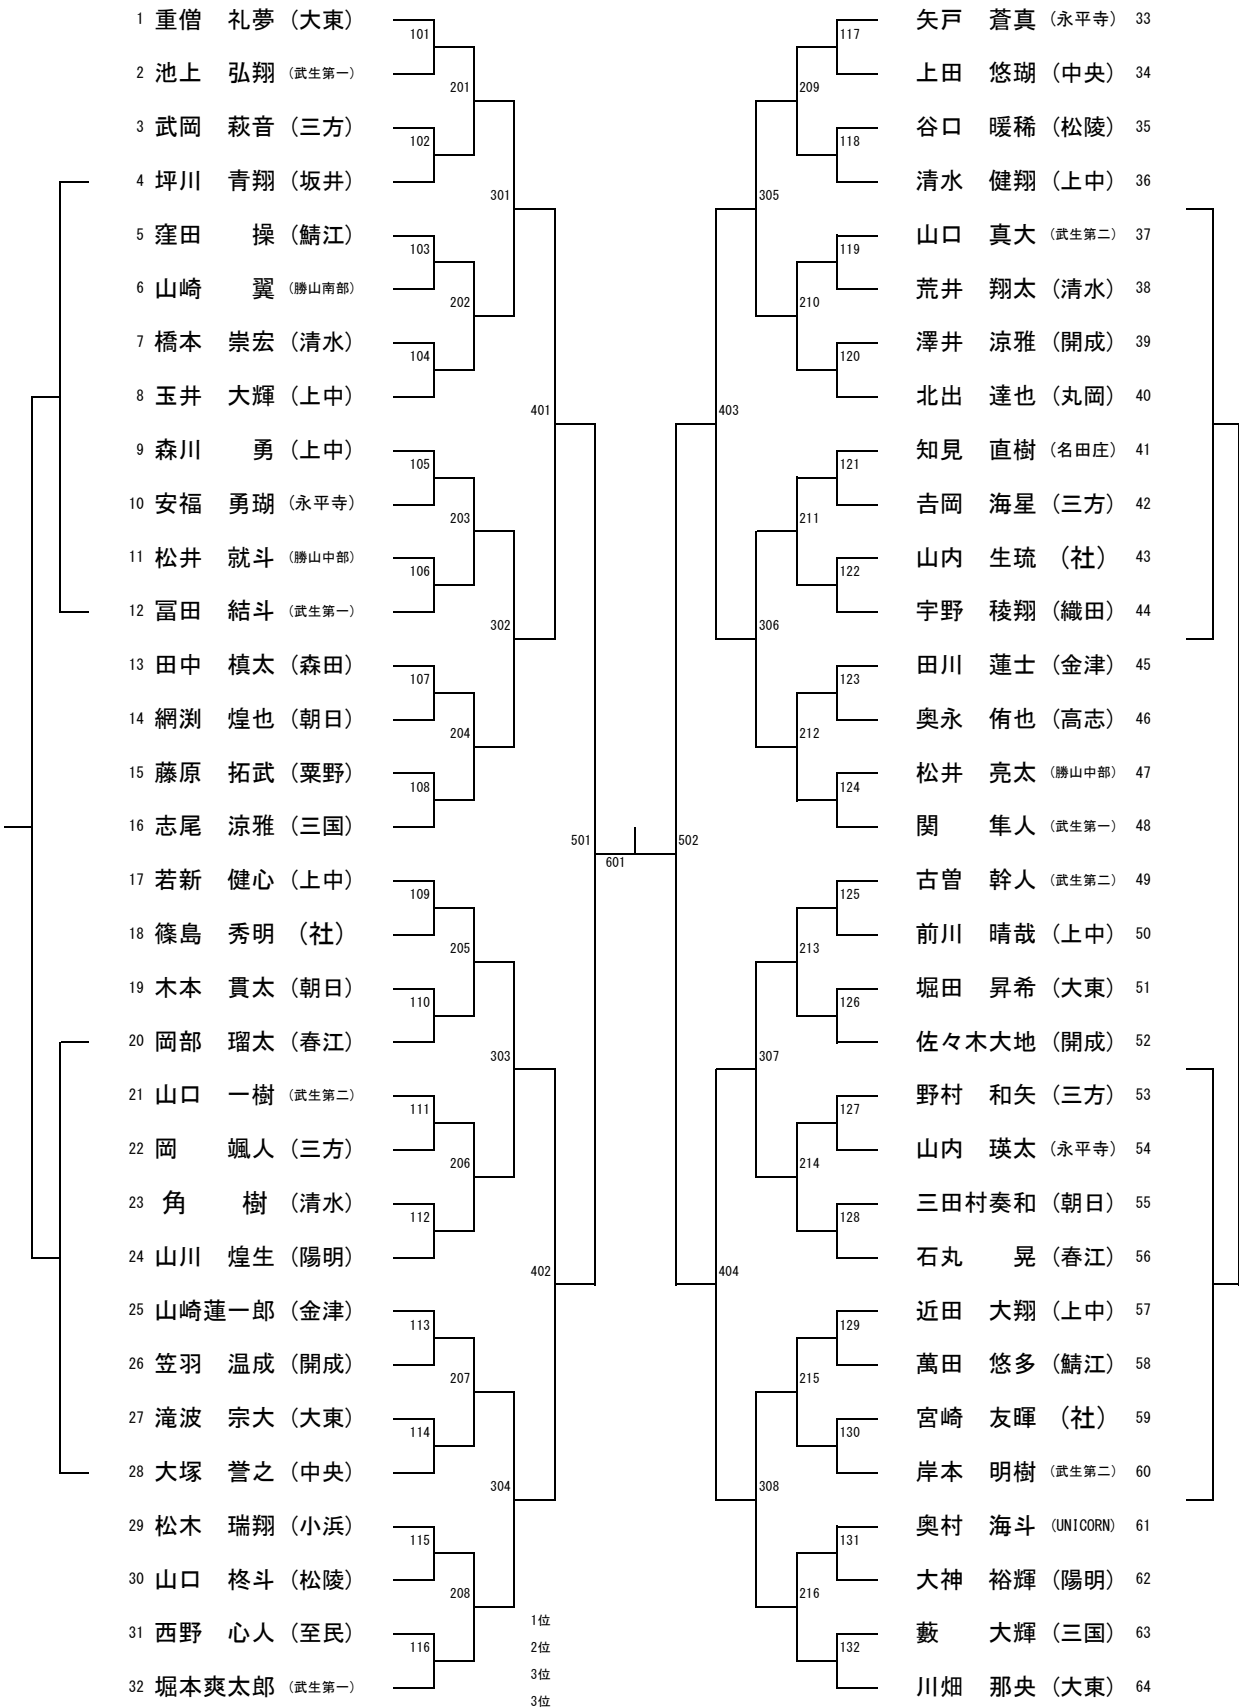 1 重僧 礼夢 (大東)
101
2 池上 弘翔 (武生第一)
201
3 武岡 萩音 (三方)
102
4 坪川 青翔 (坂井)
301
5 窪田 操 (鯖江)
103
6 山崎 翼 (勝山南部)
202
7 橋本 崇宏 (清水)
104
8 玉井 大輝 (上中)
401
9 森川 勇 (上中)
105
10 安福 勇瑚 (永平寺)
203
11 松井 就斗 (勝山中部)
106
12 冨田 結斗 (武生第一)
302
13 田中 槙太 (森田)
107
14 網渕 煌也 (朝日)
204
15 藤原 拓武 (粟野)
108
16 志尾 涼雅 (三国)
501
601
17 若新 健心 (上中)
109
18 篠島 秀明 (社)
205
19 木本 貫太 (朝日)
110
20 岡部 瑠太 (春江)
303
21 山口 一樹 (武生第二)
111
22 岡 颯人 (三方)
206
23 角 樹 (清水)
112
24 山川 煌生 (陽明)
402
25 山崎蓮一郎 (金津)
113
26 笠羽 温成 (開成)
207
27 滝波 宗大 (大東)
114
28 大塚 誉之 (中央)
304
29 松木 瑞翔 (小浜)
115
30 山口 柊斗 (松陵)
208
31 西野 心人 (至民)
116
32 堀本爽太郎 (武生第一)
1位
2位
3位
3位
矢戸 蒼真 (永平寺) 33
117
上田 悠瑚 (中央) 34
209
谷口 暖稀 (松陵) 35
118
清水 健翔 (上中) 36
305
山口 真大 (武生第二) 37
119
荒井 翔太 (清水) 38
210
澤井 涼雅 (開成) 39
120
北出 達也 (丸岡) 40
403
知見 直樹 (名田庄) 41
121
吉岡 海星 (三方) 42
211
山内 生琉 (社) 43
122
宇野 稜翔 (織田) 44
306
田川 蓮士 (金津) 45
123
奥永 侑也 (高志) 46
212
松井 亮太 (勝山中部) 47
124
関 隼人 (武生第一) 48
502
古曽 幹人 (武生第二) 49
125
前川 晴哉 (上中) 50
213
堀田 昇希 (大東) 51
126
佐々木大地 (開成) 52
307
野村 和矢 (三方) 53
127
山内 瑛太 (永平寺) 54
214
三田村奏和 (朝日) 55
128
石丸 晃 (春江) 56
404
近田 大翔 (上中) 57
129
萬田 悠多 (鯖江) 58
215
宮崎 友暉 (社) 59
130
岸本 明樹 (武生第二) 60
308
奥村 海斗 (UNICORN) 61
131
大神 裕輝 (陽明) 62
216
藪 大輝 (三国) 63
132
川畑 那央 (大東) 64